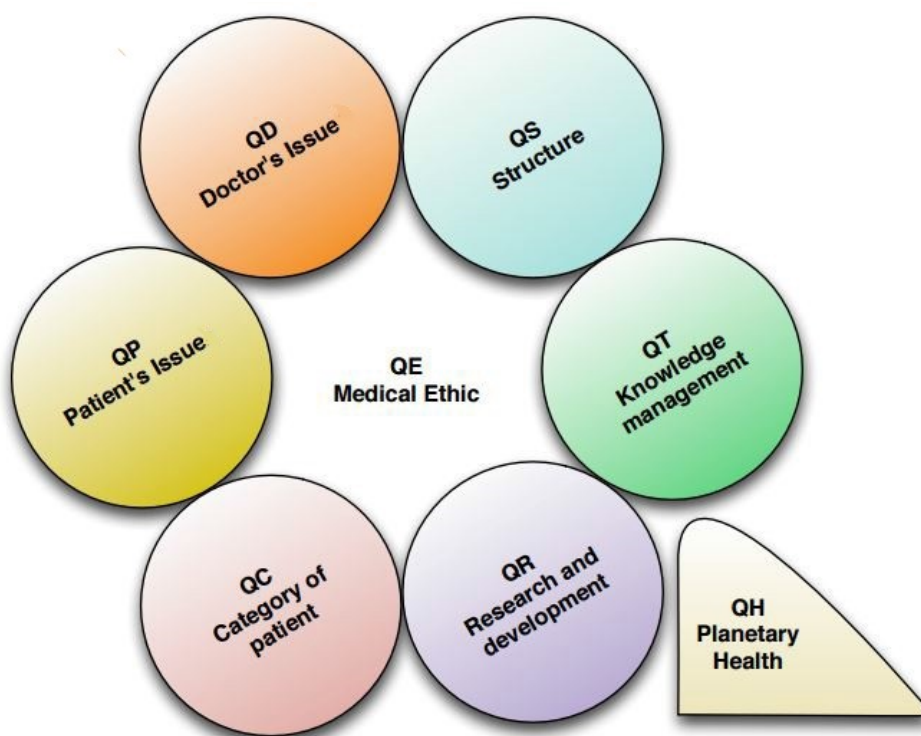 QD
Doctor's Issue
QS
Structure
QP
Patient's Issue
QE
Medical Ethic
QT
Knowledge
management
QC
Category of
patient
QR
Research and
development
QH
Planetary
Health